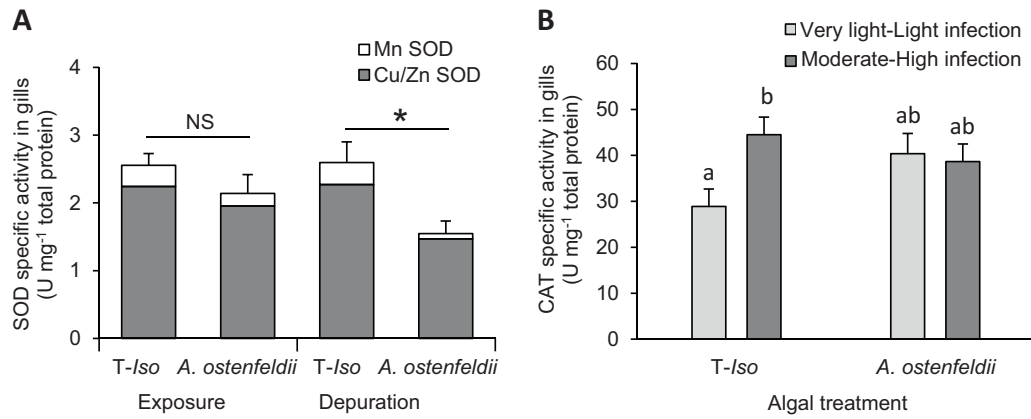 A
Mn SOD
Cu/Zn SOD
SOD specific activity in gills
(U mg⁻¹ total protein)
5
4
3
2
1
0
NS
*
T-Iso A. ostenfeldii T-Iso A. ostenfeldii
Exposure Depuration
B
Very light-Light infection
Moderate-High infection
CAT specific activity in gills
(U mg⁻¹ total protein)
60
50
40
30
20
10
0
a b ab ab
T-Iso A. ostenfeldii
Algal treatment